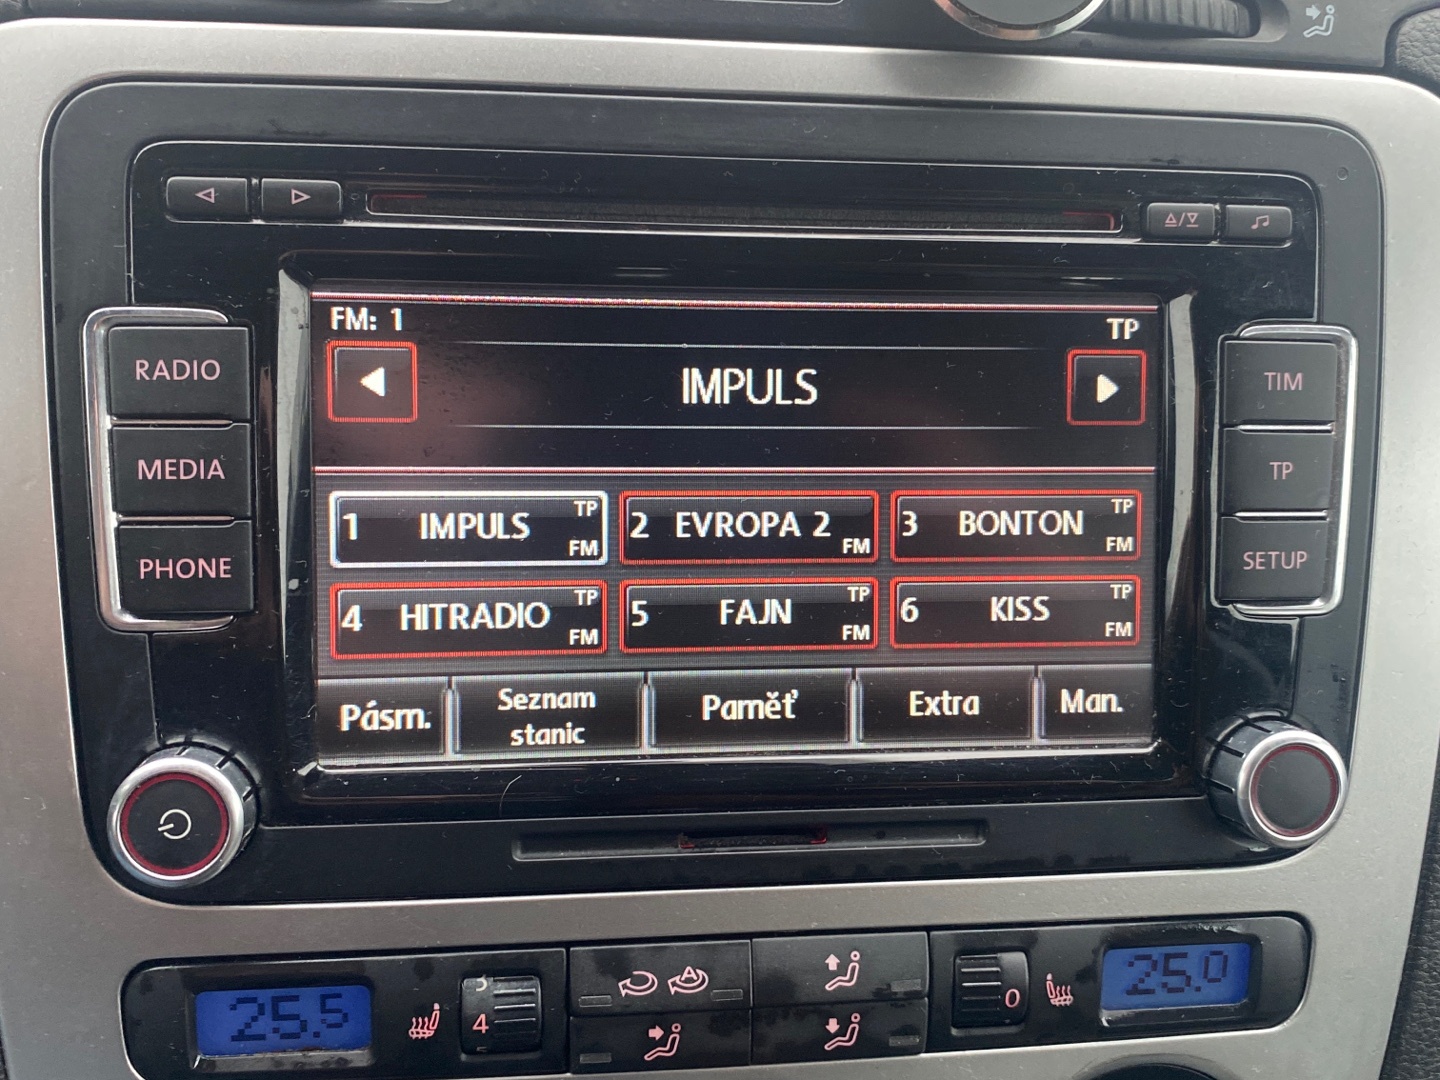 FM: 1
TP
IMPULS
RADIO
MEDIA
PHONE
TIM
TP
SETUP
1 IMPULS TP FM
2 EVROPA 2 FM
3 BONTON TP FM
4 HITRADIO TP FM
5 FAJN TP FM
6 KISS TP FM
Pásm.
Seznam
stanic
Paměť
Extra
Man.
25.5
4
A
0
25.0